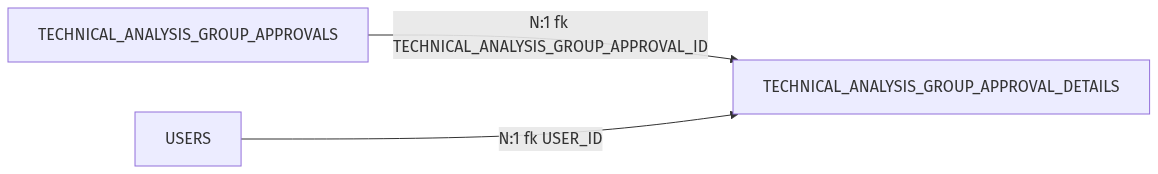 TECHNICAL_ANALYSIS_GROUP_APPROVALS
N:1 fk
TECHNICAL_ANALYSIS_GROUP_APPROVAL_ID
TECHNICAL_ANALYSIS_GROUP_APPROVAL_DETAILS
USERS
N:1 fk USER_ID